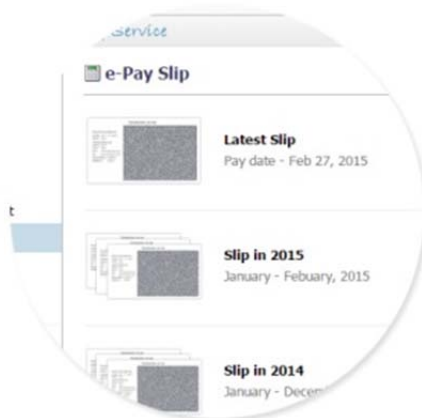 Service
e-Pay Slip
Latest Slip
Pay date - Feb 27, 2015
t
Slip in 2015
January - Febuary, 2015
Slip in 2014
January -